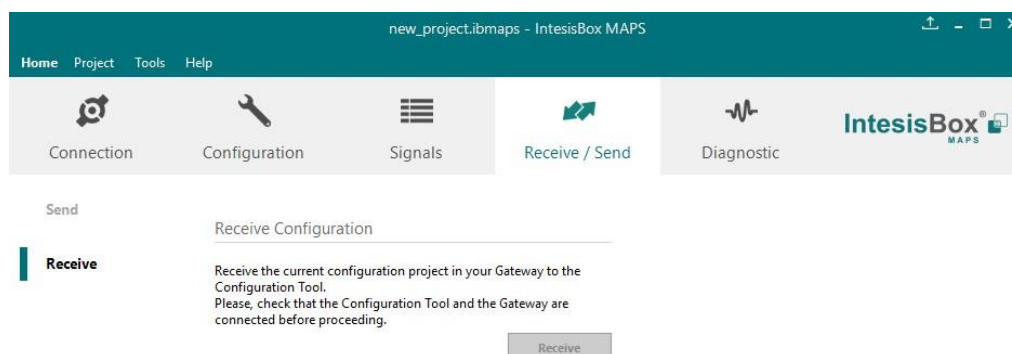 new_project.ibmaps - IntesisBox MAPS
Home Project Tools Help
Connection Configuration Signals Receive / Send Diagnostic
IntesisBox®
MAPS
Send
Receive Configuration
Receive
Receive the current configuration project in your Gateway to the
Configuration Tool.
Please, check that the Configuration Tool and the Gateway are
connected before proceeding.
Receive